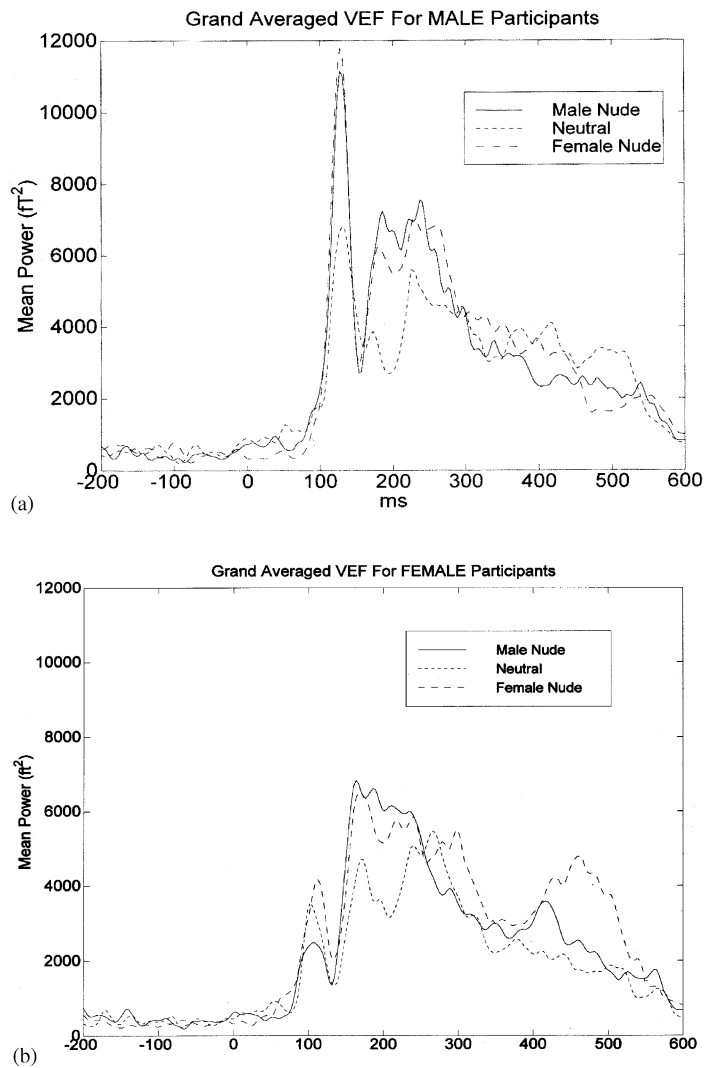 Grand Averaged VEF For MALE Participants
12000
10000
8000
6000
4000
2000
0
Mean Power (fT²)
Male Nude
Neutral
Female Nude
-200 -100 0 100 200 300 400 500 600
ms
(a)
Grand Averaged VEF For FEMALE Participants
12000
10000
8000
6000
4000
2000
0
Mean Power (ft²)
Male Nude
Neutral
Female Nude
-200 -100 0 100 200 300 400 500 600
(b)